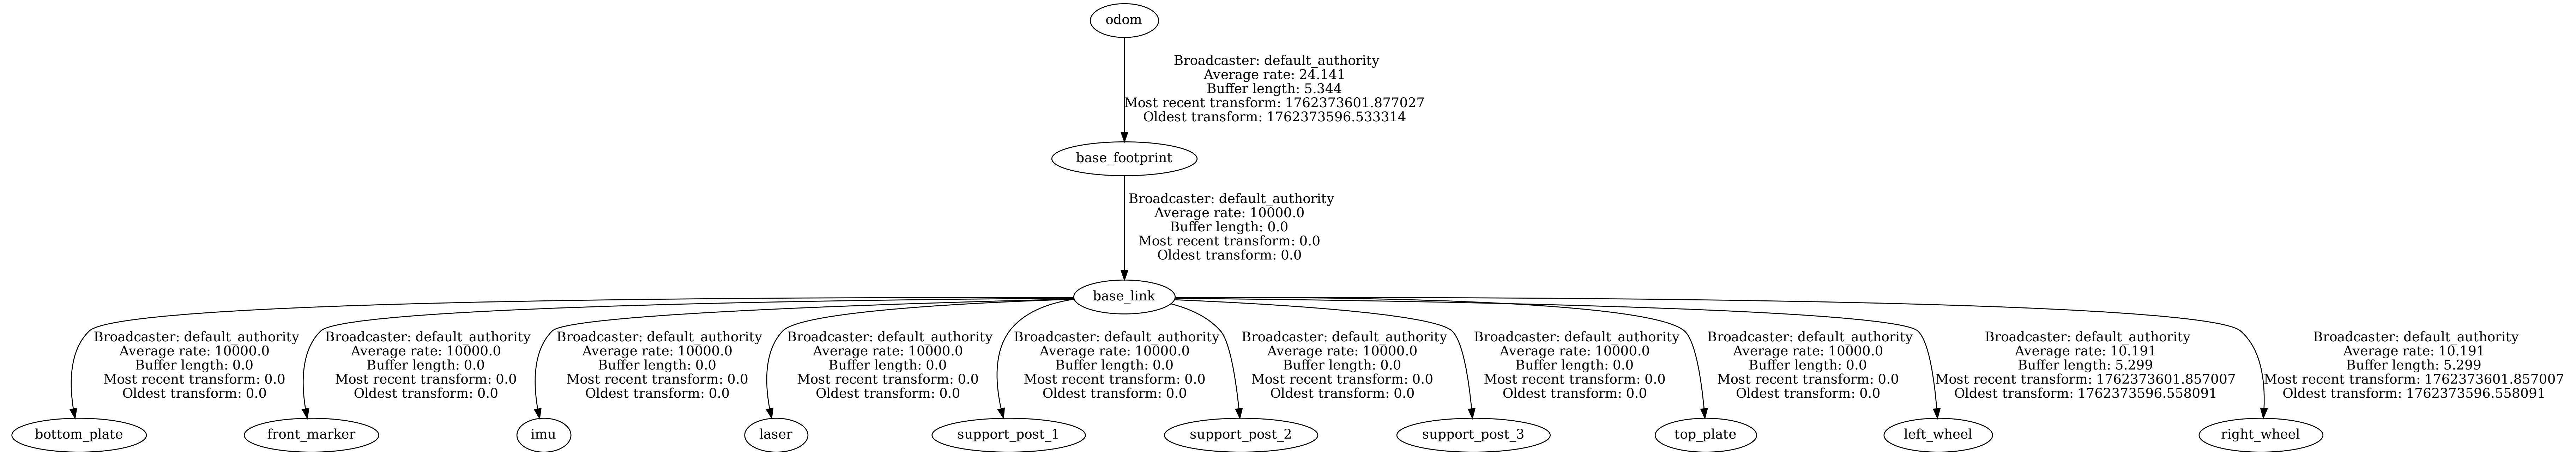 odom
Broadcaster: default_authority
Average rate: 24.141
Buffer length: 5.344
Most recent transform: 1762373601.877027
Oldest transform: 1762373596.533314
base_footprint
Broadcaster: default_authority
Average rate: 10000.0
Buffer length: 0.0
Most recent transform: 0.0
Oldest transform: 0.0
base_link
Broadcaster: default_authority
Average rate: 10000.0
Buffer length: 0.0
Most recent transform: 0.0
Oldest transform: 0.0
Broadcaster: default_authority
Average rate: 10000.0
Buffer length: 0.0
Most recent transform: 0.0
Oldest transform: 0.0
Broadcaster: default_authority
Average rate: 10000.0
Buffer length: 0.0
Most recent transform: 0.0
Oldest transform: 0.0
Broadcaster: default_authority
Average rate: 10000.0
Buffer length: 0.0
Most recent transform: 0.0
Oldest transform: 0.0
Broadcaster: default_authority
Average rate: 10000.0
Buffer length: 0.0
Most recent transform: 0.0
Oldest transform: 0.0
Broadcaster: default_authority
Average rate: 10000.0
Buffer length: 0.0
Most recent transform: 0.0
Oldest transform: 0.0
Broadcaster: default_authority
Average rate: 10000.0
Buffer length: 0.0
Most recent transform: 0.0
Oldest transform: 0.0
Broadcaster: default_authority
Average rate: 10000.0
Buffer length: 0.0
Most recent transform: 0.0
Oldest transform: 0.0
Broadcaster: default_authority
Average rate: 10.191
Buffer length: 5.299
Most recent transform: 1762373601.857007
Oldest transform: 1762373596.558091
Broadcaster: default_authority
Average rate: 10.191
Buffer length: 5.299
Most recent transform: 1762373601.857007
Oldest transform: 1762373596.558091
bottom_plate
front_marker
imu
laser
support_post_1
support_post_2
support_post_3
top_plate
left_wheel
right_wheel